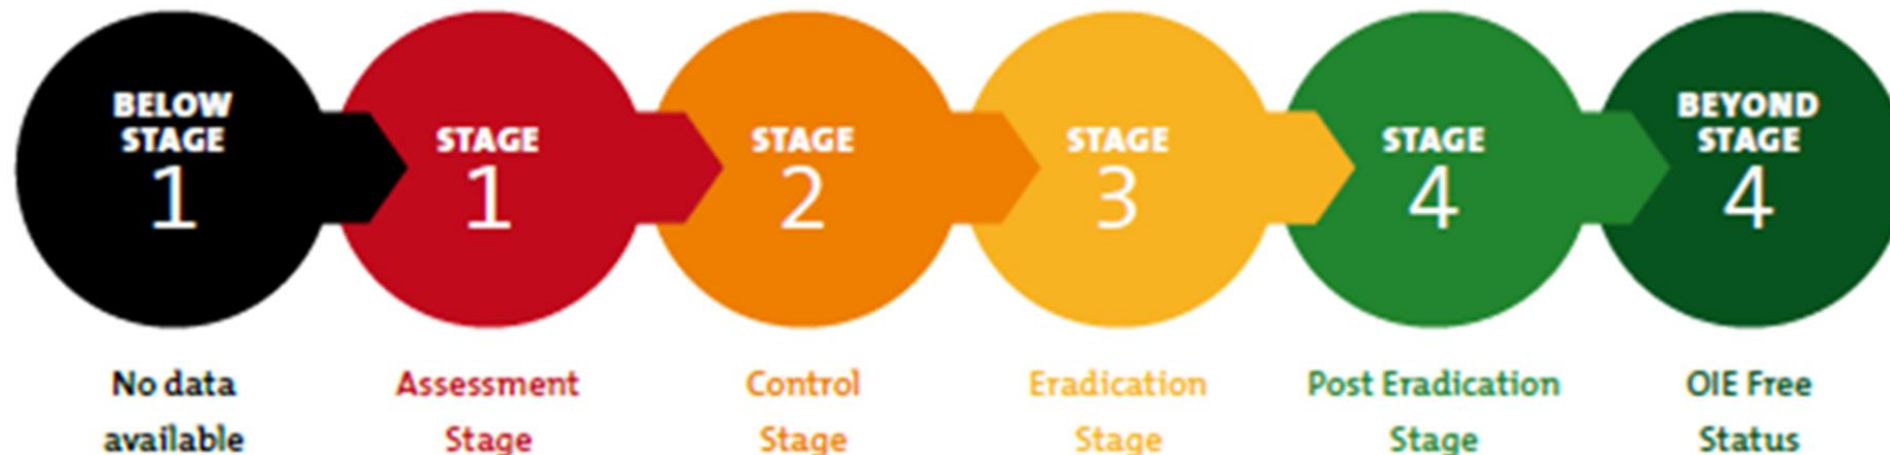 BELOW
STAGE
1
STAGE
1
STAGE
2
STAGE
3
STAGE
4
BEYOND
STAGE
4
No data
available
Assessment
Stage
Control
Stage
Eradication
Stage
Post Eradication
Stage
OIE Free
Status